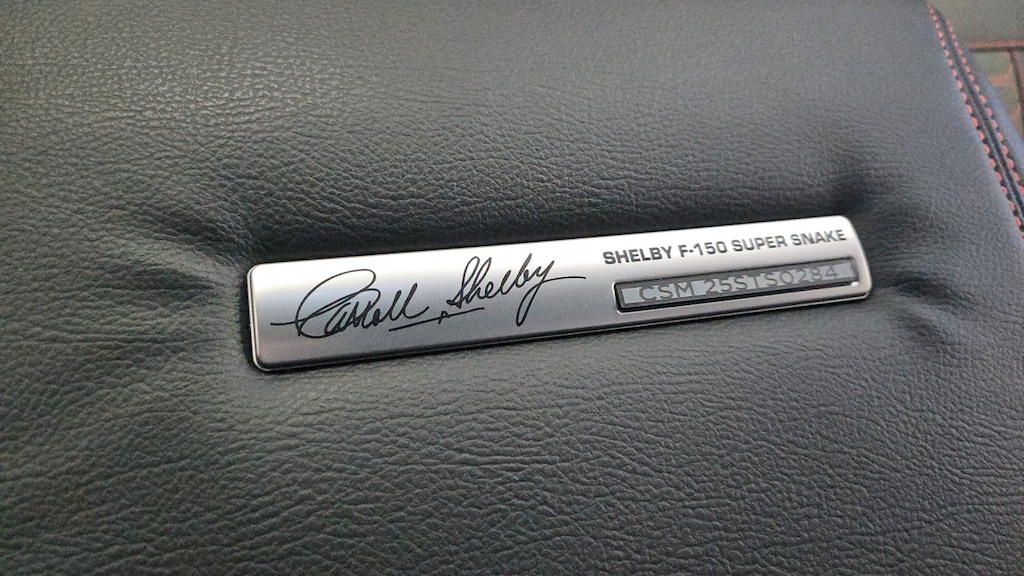 Carroll Shelby
SHELBY F-150 SUPER SNAKE
CSM 25STS0284